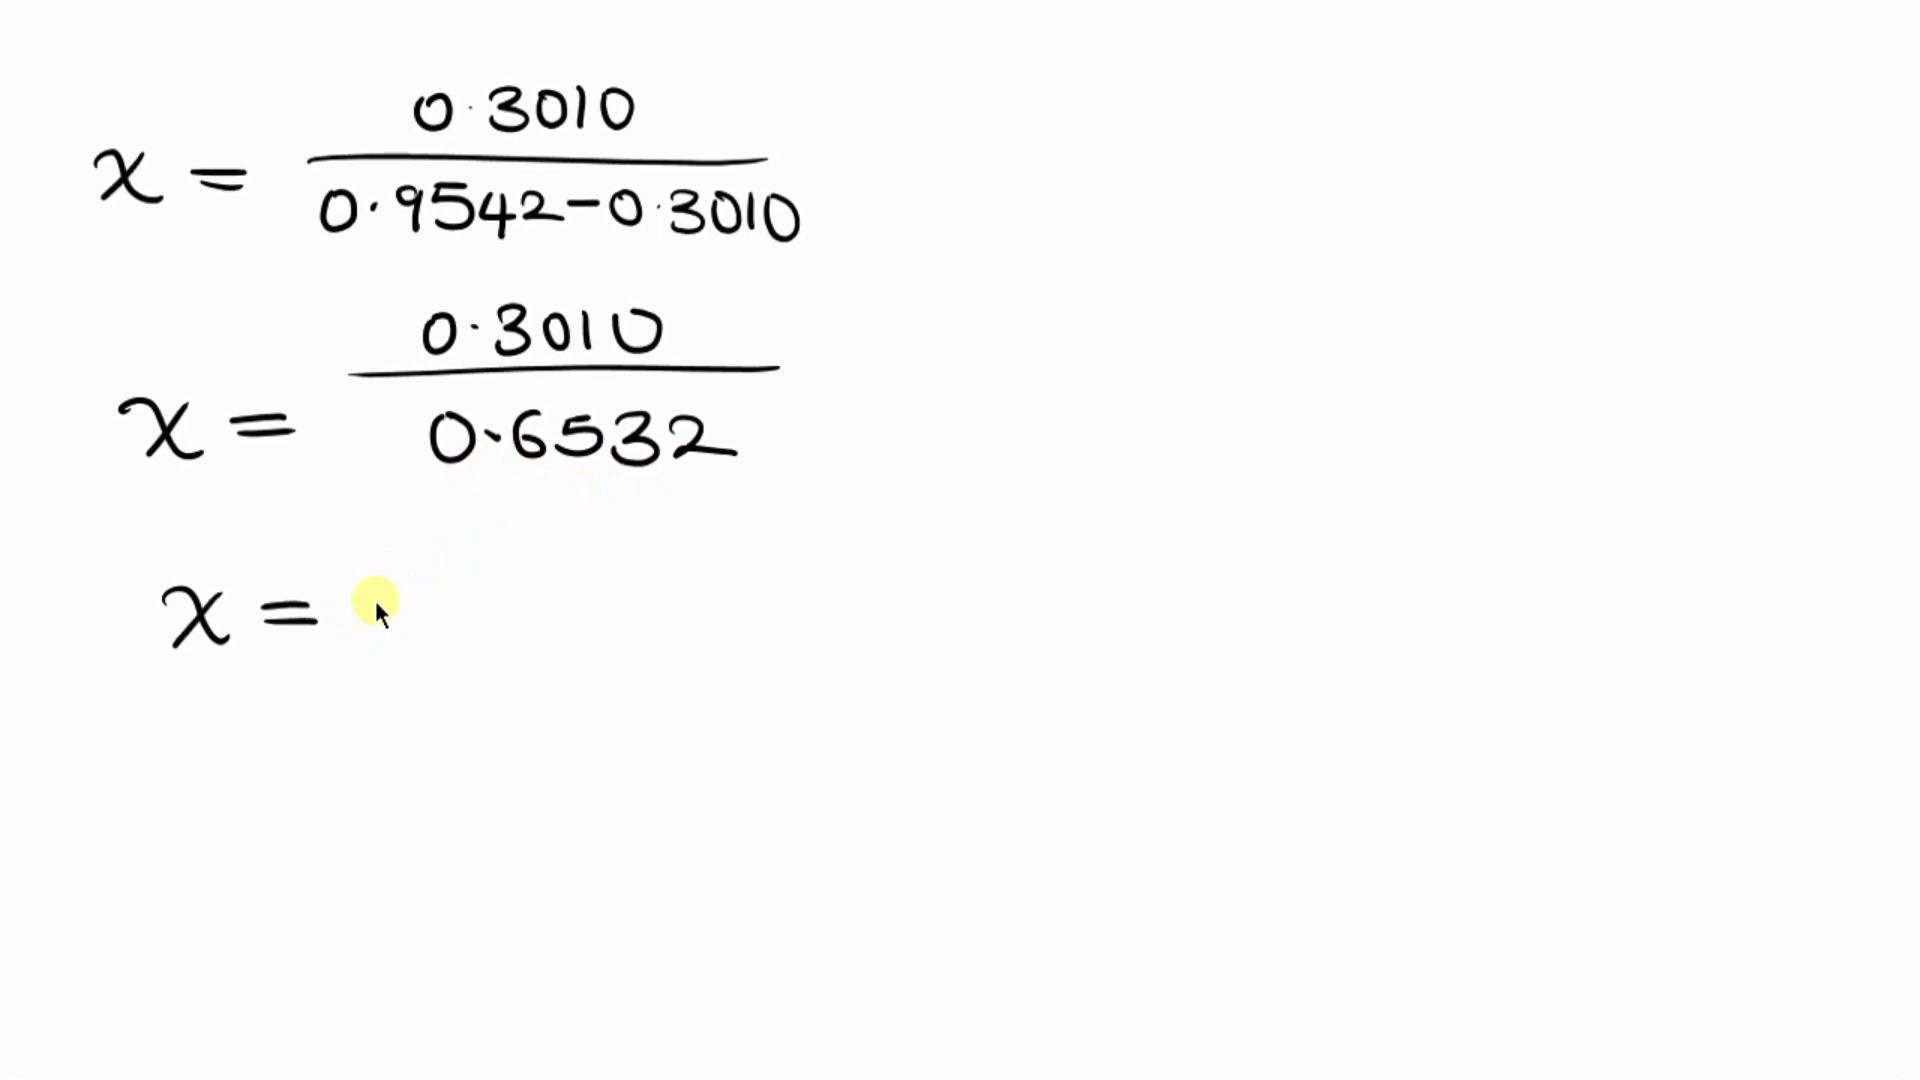 x = 0.3010 / 0.9542-0.3010
x = 0.3010 / 0.6532
x =